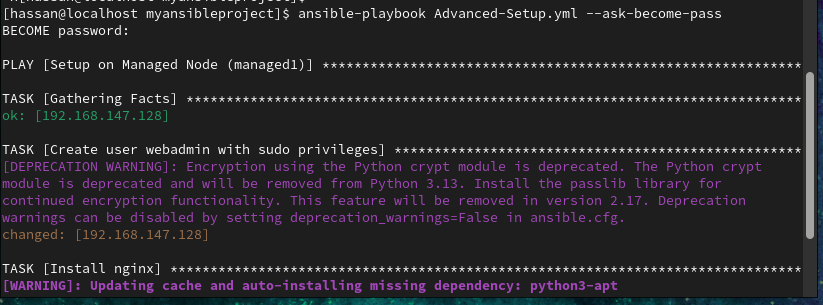 [hassan@localhost myansibleproject]$ ansible-playbook Advanced-Setup.yml --ask-become-pass
BECOME password:
PLAY [Setup on Managed Node (managed1)] *************************************************************
TASK [Gathering Facts] ******************************************************************************
ok: [192.168.147.128]
TASK [Create user webadmin with sudo privileges] ****************************************************
[DEPRECATION WARNING]: Encryption using the Python crypt module is deprecated. The Python crypt
module is deprecated and will be removed from Python 3.13. Install the passlib library for
continued encryption functionality. This feature will be removed in version 2.17. Deprecation
warnings can be disabled by setting deprecation_warnings=False in ansible.cfg.
changed: [192.168.147.128]
TASK [Install nginx] ********************************************************************************
[WARNING]: Updating cache and auto-installing missing dependency: python3-apt